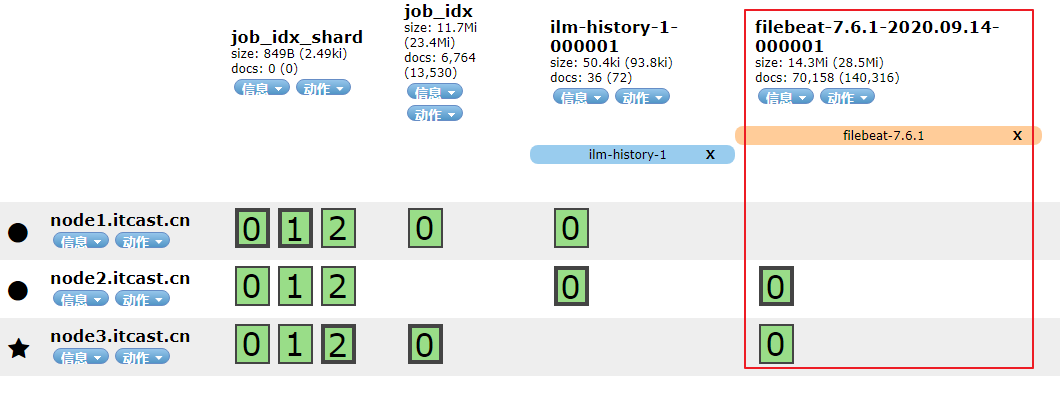 job_idx_shard
size: 849B (2.49ki)
docs: 0 (0)
信息 动作
job_idx
size: 11.7Mi
(23.4Mi)
docs: 6,764
(13,530)
信息
动作
ilm-history-1-
000001
size: 50.4ki (93.8ki)
docs: 36 (72)
信息 动作
filebeat-7.6.1-2020.09.14-
000001
size: 14.3Mi (28.5Mi)
docs: 70,158 (140,316)
信息 动作
filebeat-7.6.1 X
ilm-history-1 X
node1.itcast.cn
信息 动作
0 1 2 0 0
node2.itcast.cn
信息 动作
0 1 2 0 0
node3.itcast.cn
信息 动作
0 1 2 0 0